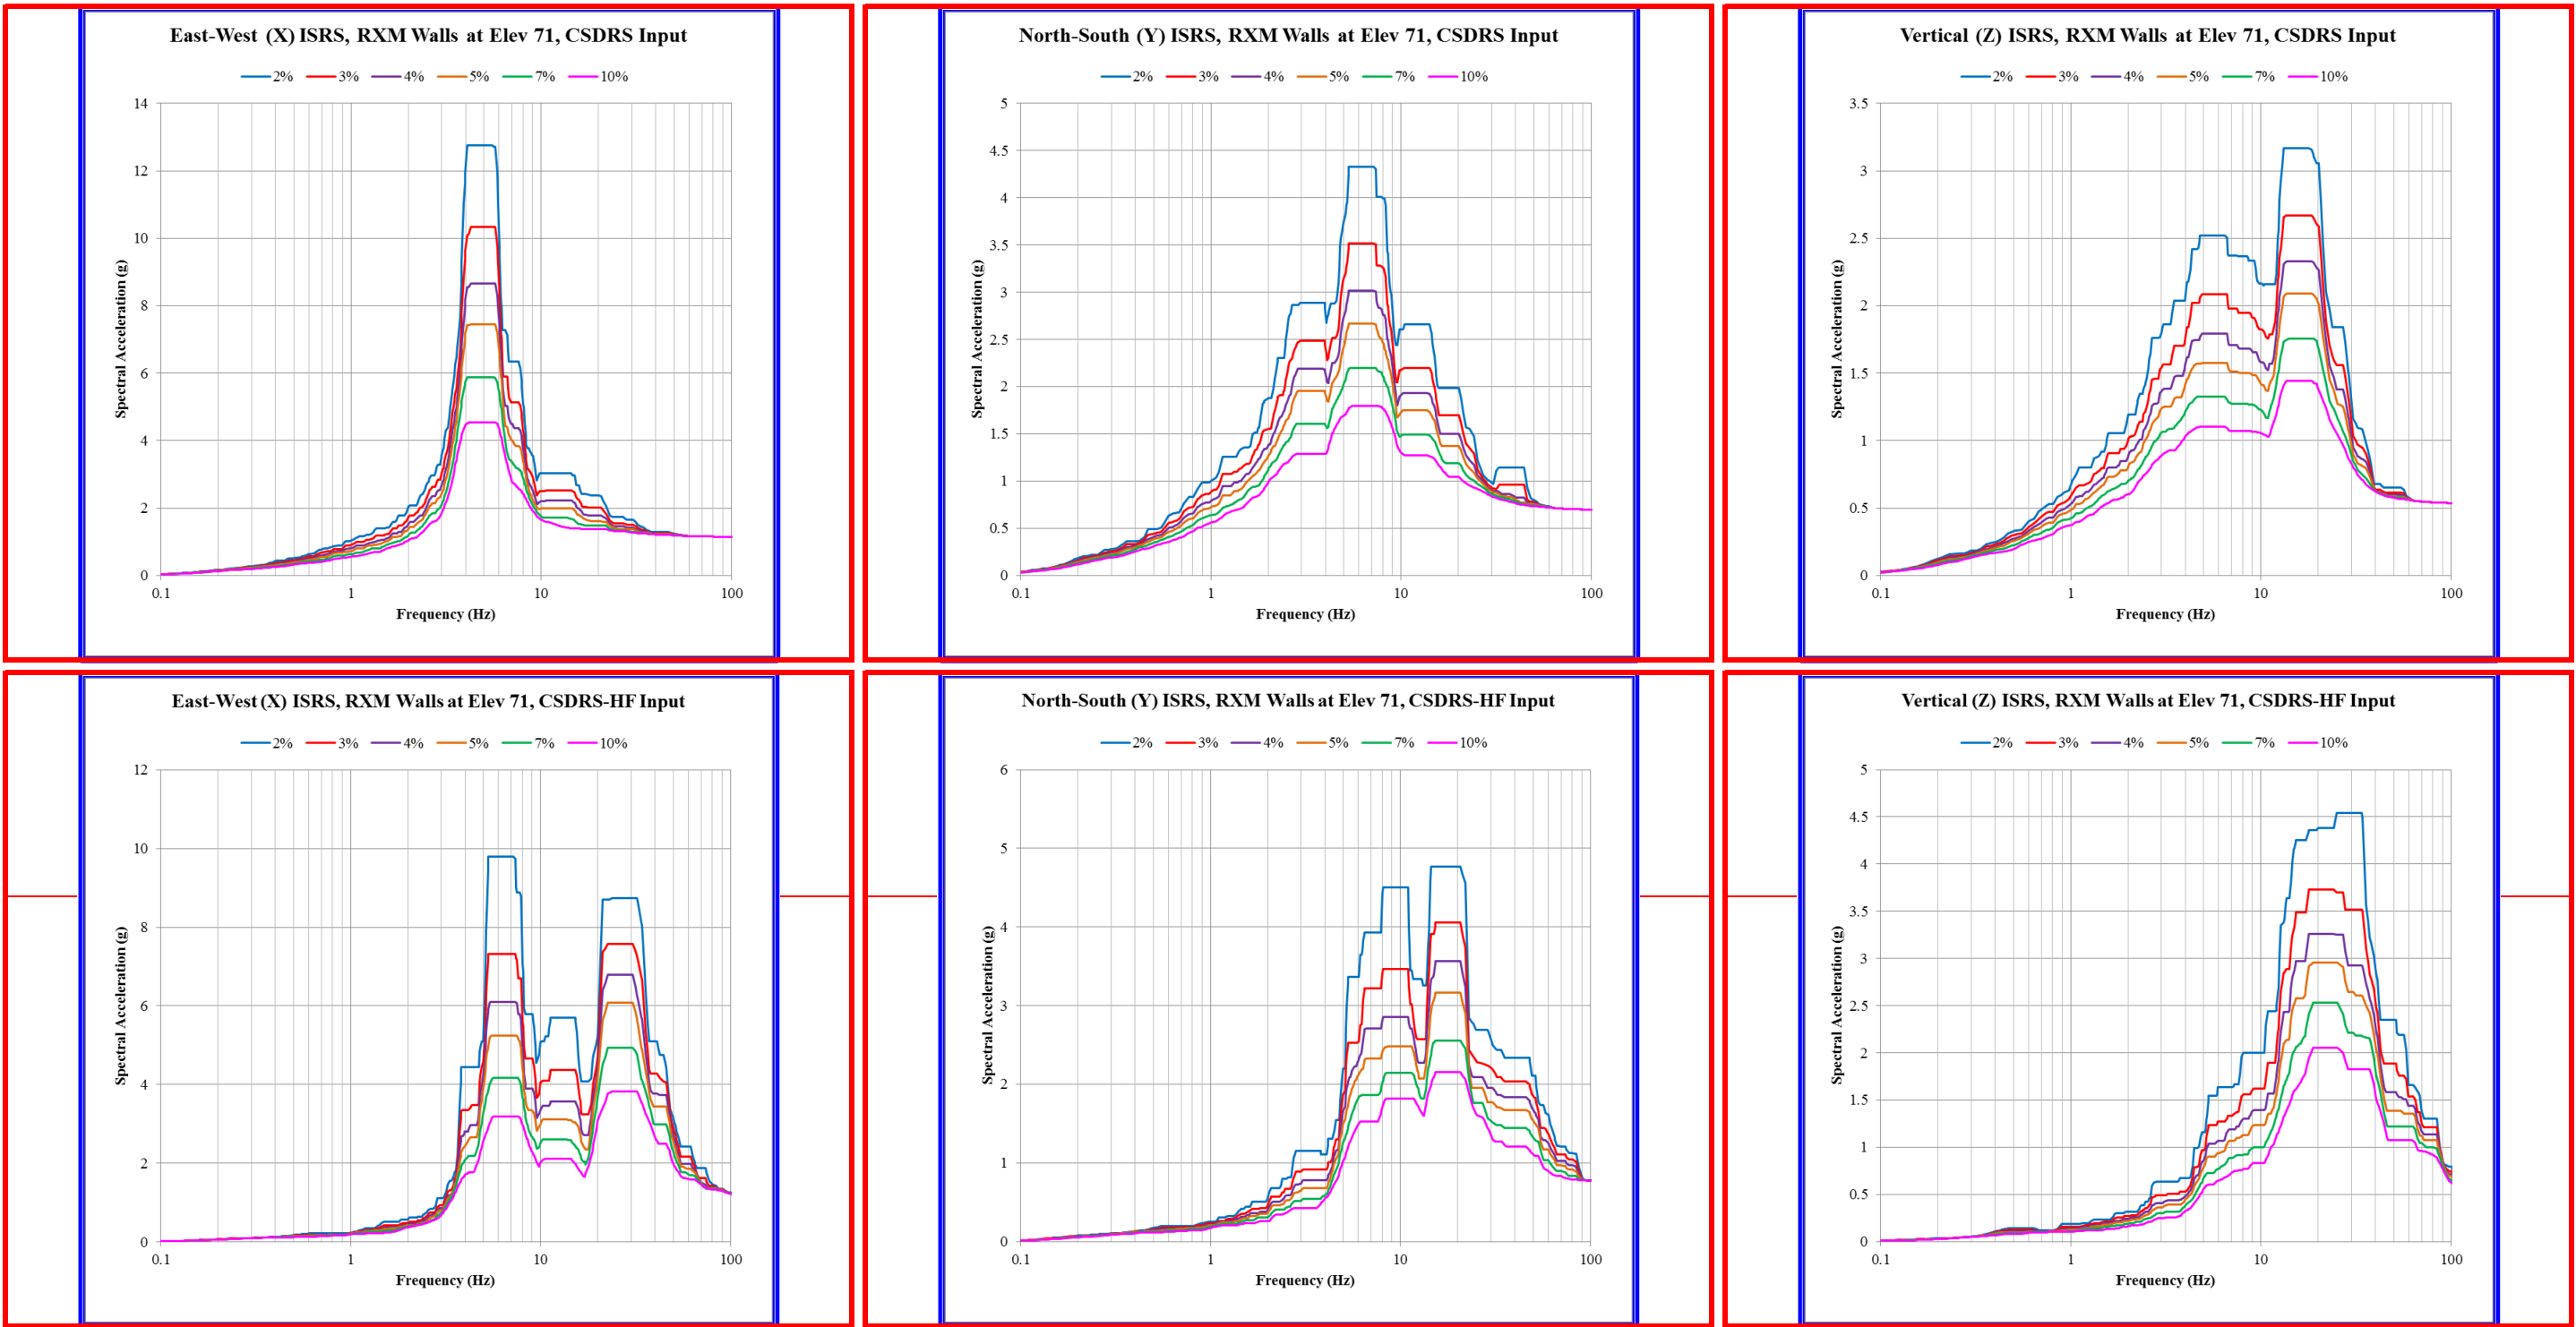 East-West (X) ISRS, RXM Walls at Elev 71, CSDRS Input
2% 3% 4% 5% 7% 10%
Spectral Acceleration (g)
14
12
10
8
6
4
2
0
0.1 1 10 100
Frequency (Hz)
North-South (Y) ISRS, RXM Walls at Elev 71, CSDRS Input
2% 3% 4% 5% 7% 10%
Spectral Acceleration (g)
5
4.5
4
3.5
3
2.5
2
1.5
1
0.5
0
0.1 1 10 100
Frequency (Hz)
Vertical (Z) ISRS, RXM Walls at Elev 71, CSDRS Input
2% 3% 4% 5% 7% 10%
Spectral Acceleration (g)
3.5
3
2.5
2
1.5
1
0.5
0
0.1 1 10 100
Frequency (Hz)
East-West (X) ISRS, RXM Walls at Elev 71, CSDRS-HF Input
2% 3% 4% 5% 7% 10%
Spectral Acceleration (g)
12
10
8
6
4
2
0
0.1 1 10 100
Frequency (Hz)
North-South (Y) ISRS, RXM Walls at Elev 71, CSDRS-HF Input
2% 3% 4% 5% 7% 10%
Spectral Acceleration (g)
6
5
4
3
2
1
0
0.1 1 10 100
Frequency (Hz)
Vertical (Z) ISRS, RXM Walls at Elev 71, CSDRS-HF Input
2% 3% 4% 5% 7% 10%
Spectral Acceleration (g)
5
4.5
4
3.5
3
2.5
2
1.5
1
0.5
0
0.1 1 10 100
Frequency (Hz)